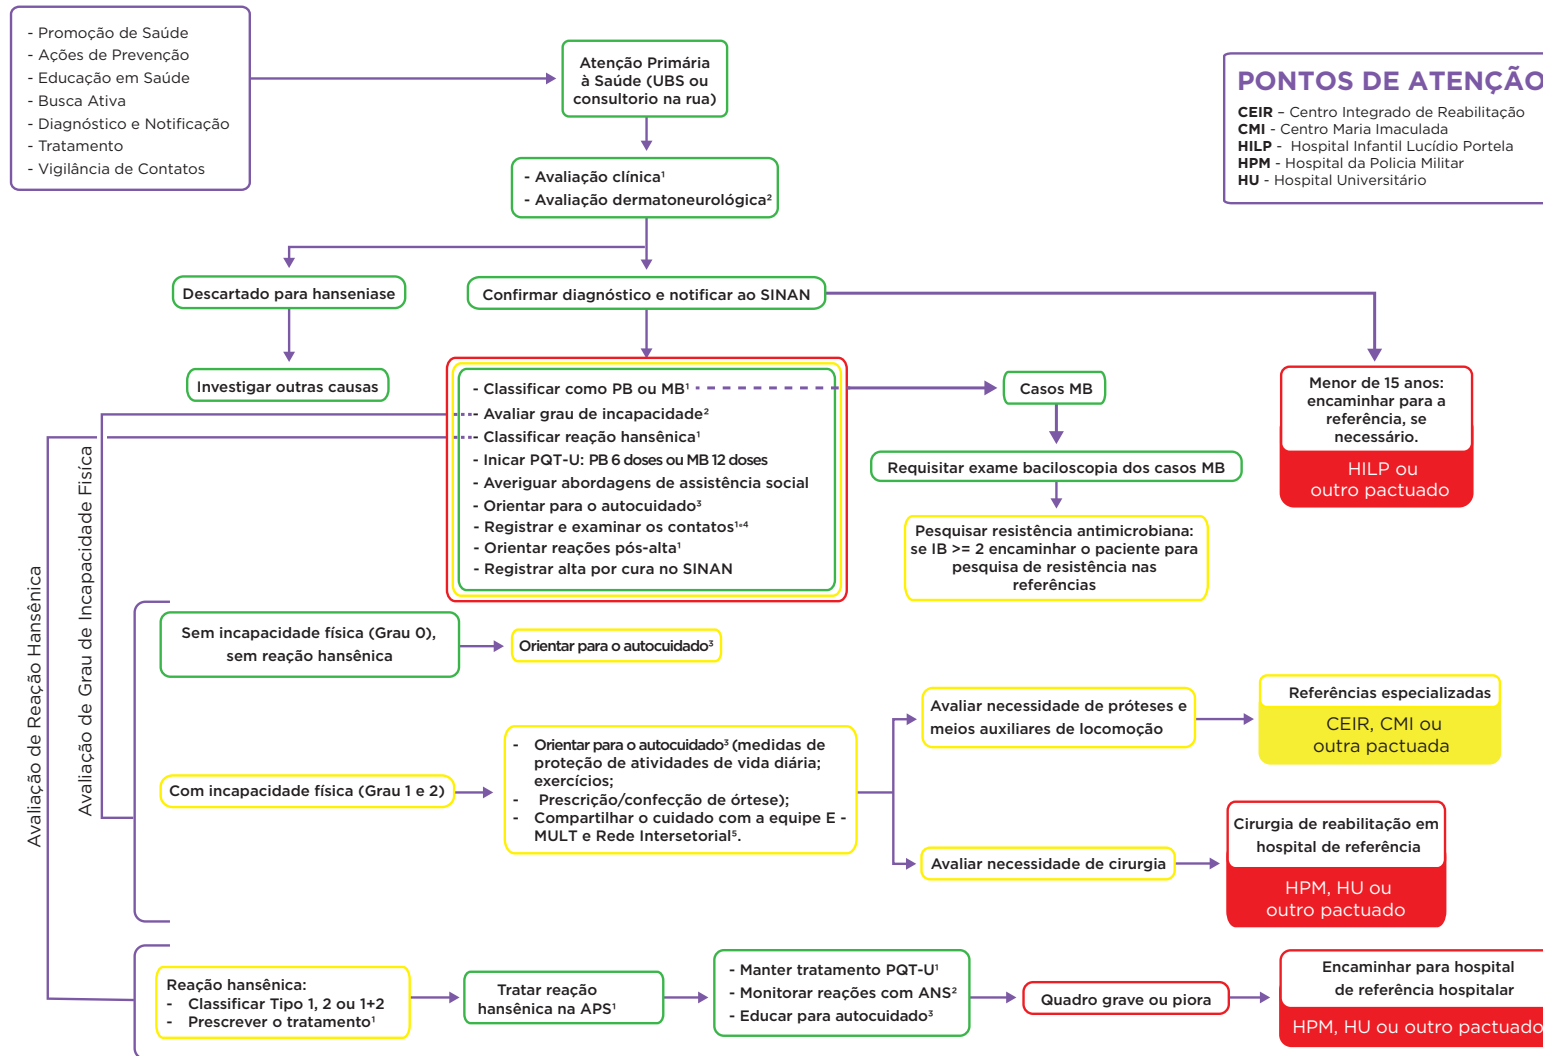 - Promoção de Saúde
- Ações de Prevenção
- Educação em Saúde
- Busca Ativa
- Diagnóstico e Notificação
- Tratamento
- Vigilância de Contatos
Atenção Primária
à Saúde (UBS ou
consultorio na rua)
PONTOS DE ATENÇÃO
CEIR – Centro Integrado de Reabilitação
CMI - Centro Maria Imaculada
HILP - Hospital Infantil Lucídio Portela
HPM - Hospital da Policia Militar
HU - Hospital Universitário
- Avaliação clínica¹
- Avaliação dermatoneurológica²
Descartado para hanseniase
Confirmar diagnóstico e notificar ao SINAN
Investigar outras causas
- Classificar como PB ou MB¹
- Avaliar grau de incapacidade²
- Classificar reação hansênica¹
- Inicar PQT-U: PB 6 doses ou MB 12 doses
- Averiguar abordagens de assistência social
- Orientar para o autocuidado³
- Registrar e examinar os contatos¹,⁴
- Orientar reações pós-alta¹
- Registrar alta por cura no SINAN
Casos MB
Requisitar exame baciloscopia dos casos MB
Pesquisar resistência antimicrobiana:
se IB >= 2 encaminhar o paciente para
pesquisa de resistência nas
referências
Menor de 15 anos:
encaminhar para a
referência, se
necessário.
HILP ou
outro pactuado
Avaliação de Reação Hansênica
Avaliação de Grau de Incapacidade Fisíca
Sem incapacidade física (Grau 0),
sem reação hansênica
Orientar para o autocuidado³
Com incapacidade física (Grau 1 e 2)
- Orientar para o autocuidado³ (medidas de
proteção de atividades de vida diária;
exercícios;
- Prescrição/confecção de órtese);
- Compartilhar o cuidado com a equipe E -
MULT e Rede Intersetorial⁵.
Avaliar necessidade de próteses e
meios auxiliares de locomoção
Referências especializadas
CEIR, CMI ou
outra pactuada
Avaliar necessidade de cirurgia
Cirurgia de reabilitação em
hospital de referência
HPM, HU ou
outro pactuado
Reação hansênica:
- Classificar Tipo 1, 2 ou 1+2
- Prescrever o tratamento¹
Tratar reação
hansênica na APS¹
- Manter tratamento PQT-U¹
- Monitorar reações com ANS²
- Educar para autocuidado³
Quadro grave ou piora
Encaminhar para hospital
de referência hospitalar
HPM, HU ou outro pactuado